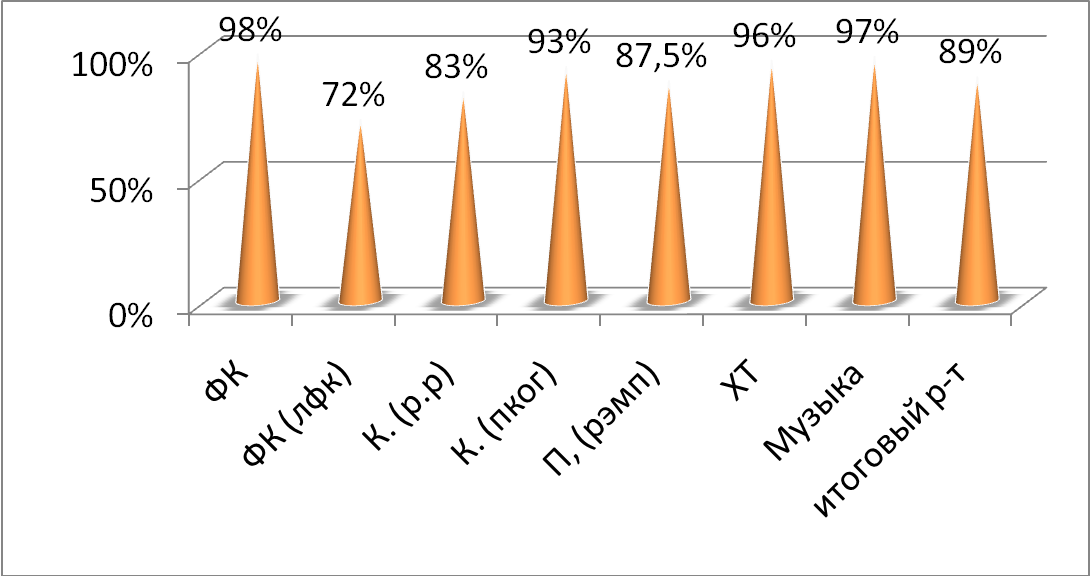 98%
72%
83%
93%
87,5%
96%
97%
89%
100%
50%
0%
ФК
ФК (лфк)
К. (р.р)
К. (пког)
П, (рэмп)
ХТ
Музыка
итоговый р-т